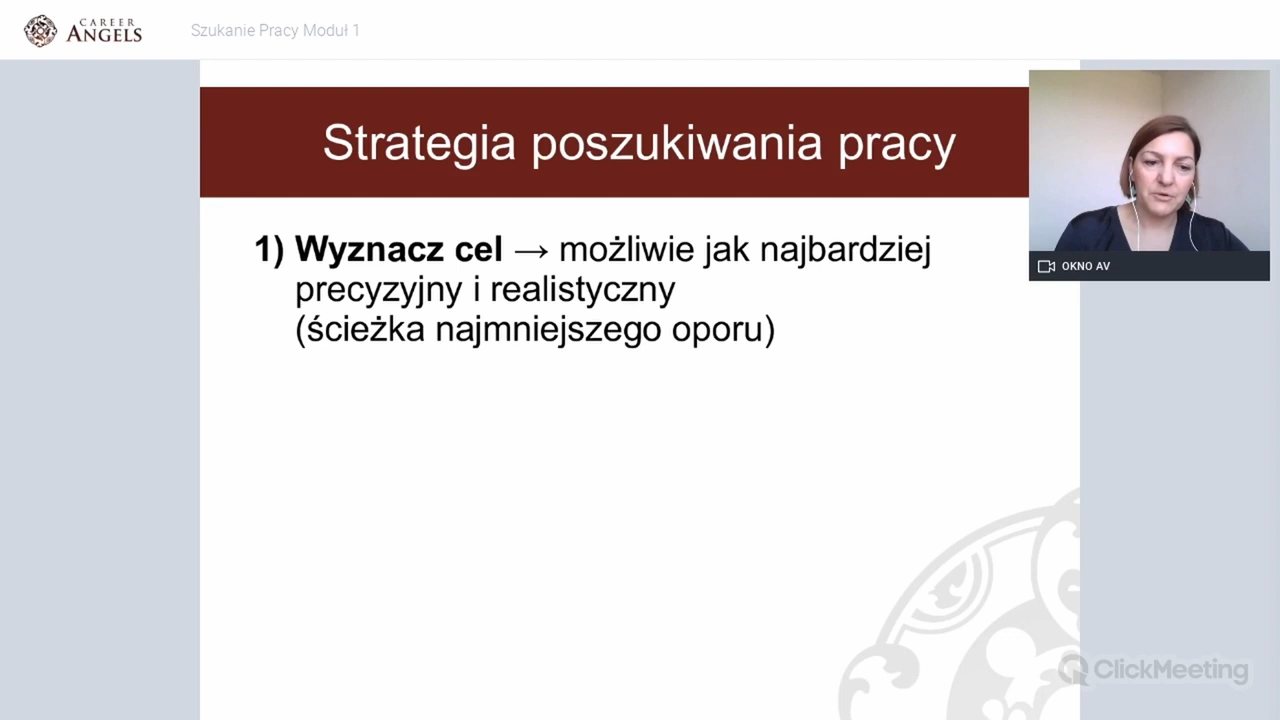 CAREER
ANGELS
Szukanie Pracy Moduł 1
Strategia poszukiwania pracy
1) Wyznacz cel → możliwie jak najbardziej
precyzyjny i realistyczny
(ścieżka najmniejszego oporu)
OKNO AV
ClickMeeting